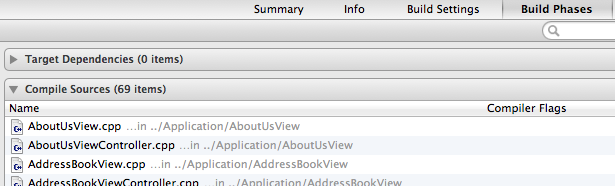 Summary Info Build Settings Build Phases
Target Dependencies (0 items)
Compile Sources (69 items)
Name Compiler Flags
AboutUsView.cpp ...in ../Application/AboutUsView
AboutUsViewController.cpp ...in ../Application/AboutUsView
AddressBookView.cpp ...in ../Application/AddressBookView
AddressBookViewController.cpp ...in ../Application/AddressBookView